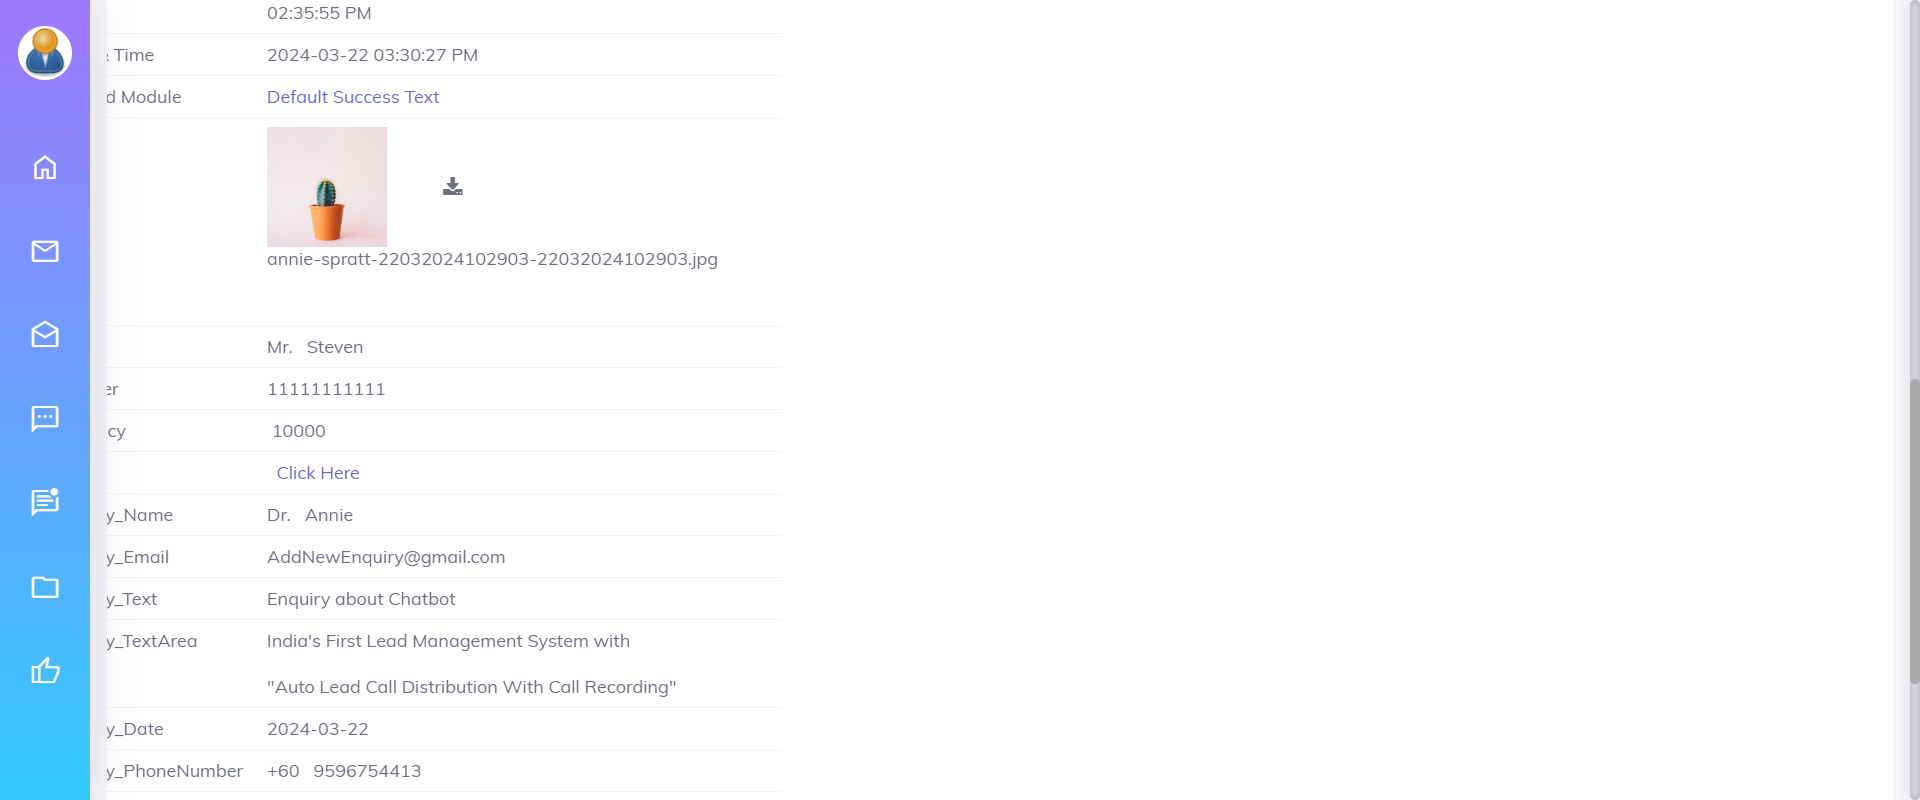 02:35:55 PM
Time 2024-03-22 03:30:27 PM
Module Default Success Text
annie-spratt-22032024102903-22032024102903.jpg
Mr. Steven
er 11111111111
cy 10000
Click Here
y_Name Dr. Annie
y_Email AddNewEnquiry@gmail.com
y_Text Enquiry about Chatbot
y_TextArea India's First Lead Management System with
"Auto Lead Call Distribution With Call Recording"
y_Date 2024-03-22
y_PhoneNumber +60 9596754413